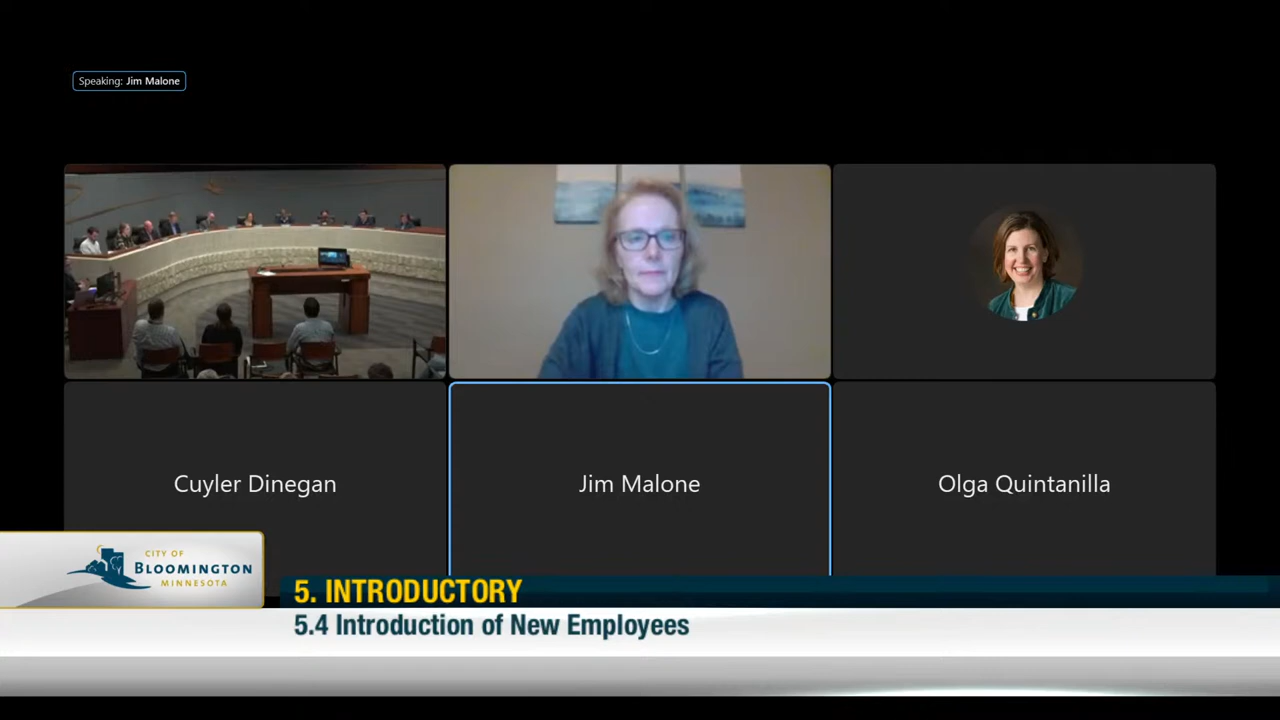 Speaking: Jim Malone
Cuyler Dinegan
Jim Malone
Olga Quintanilla
CITY OF
BLOOMINGTON
MINNESOTA
5. INTRODUCTORY
5.4 Introduction of New Employees